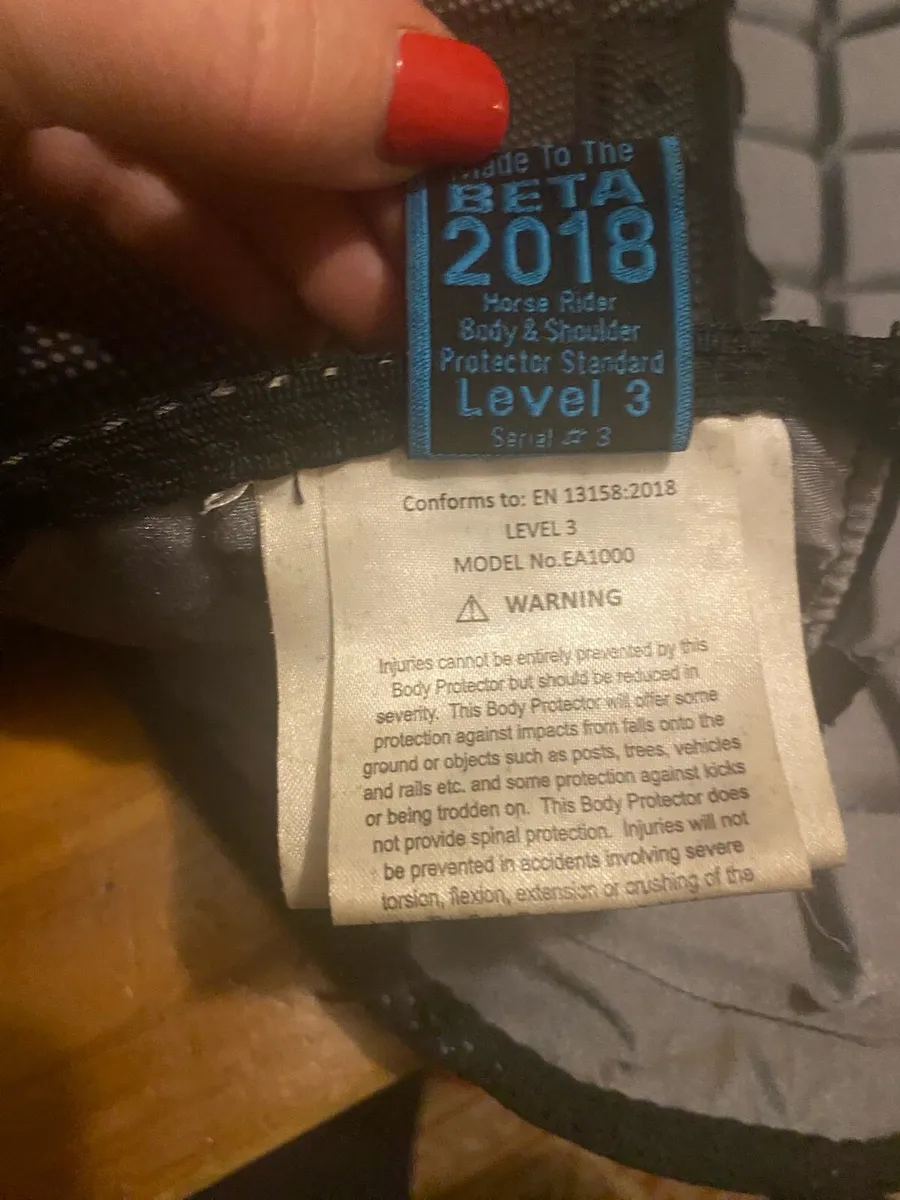 Made To The
BETA
2018
Horse Rider
Body & Shoulder
Protector Standard
Level 3
Serial # 3
Conforms to: EN 13158:2018
LEVEL 3
MODEL No.EA1000
WARNING
Injuries cannot be entirely prevented by this
Body Protector but should be reduced in
severity. This Body Protector will offer some
protection against impacts from falls onto the
ground or objects such as posts, trees, vehicles
and rails etc. and some protection against kicks
or being trodden on. This Body Protector does
not provide spinal protection. Injuries will not
be prevented in accidents involving severe
torsion, flexion, extension or crushing of the